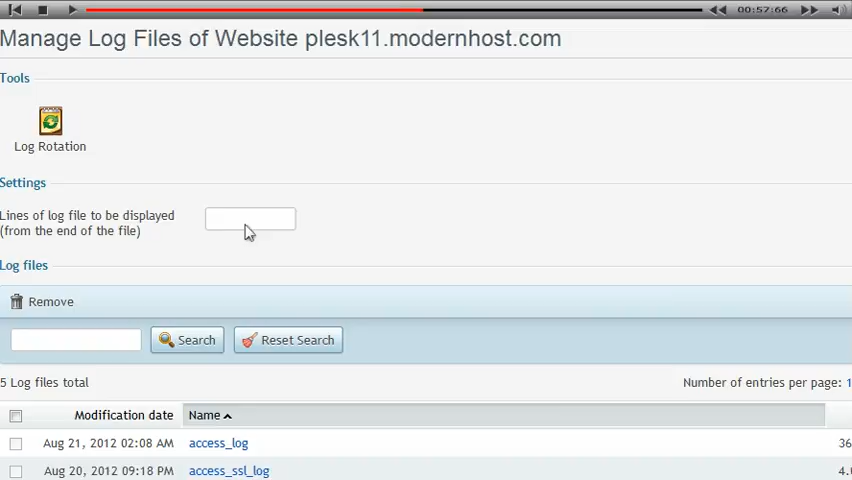 00:57:66
Manage Log Files of Website plesk11.modernhost.com
Tools
Log Rotation
Settings
Lines of log file to be displayed
(from the end of the file)
Log files
Remove
Search Reset Search
5 Log files total Number of entries per page: 1
Modification date Name
Aug 21, 2012 02:08 AM access_log 36
Aug 20, 2012 09:18 PM access_ssl_log 4.